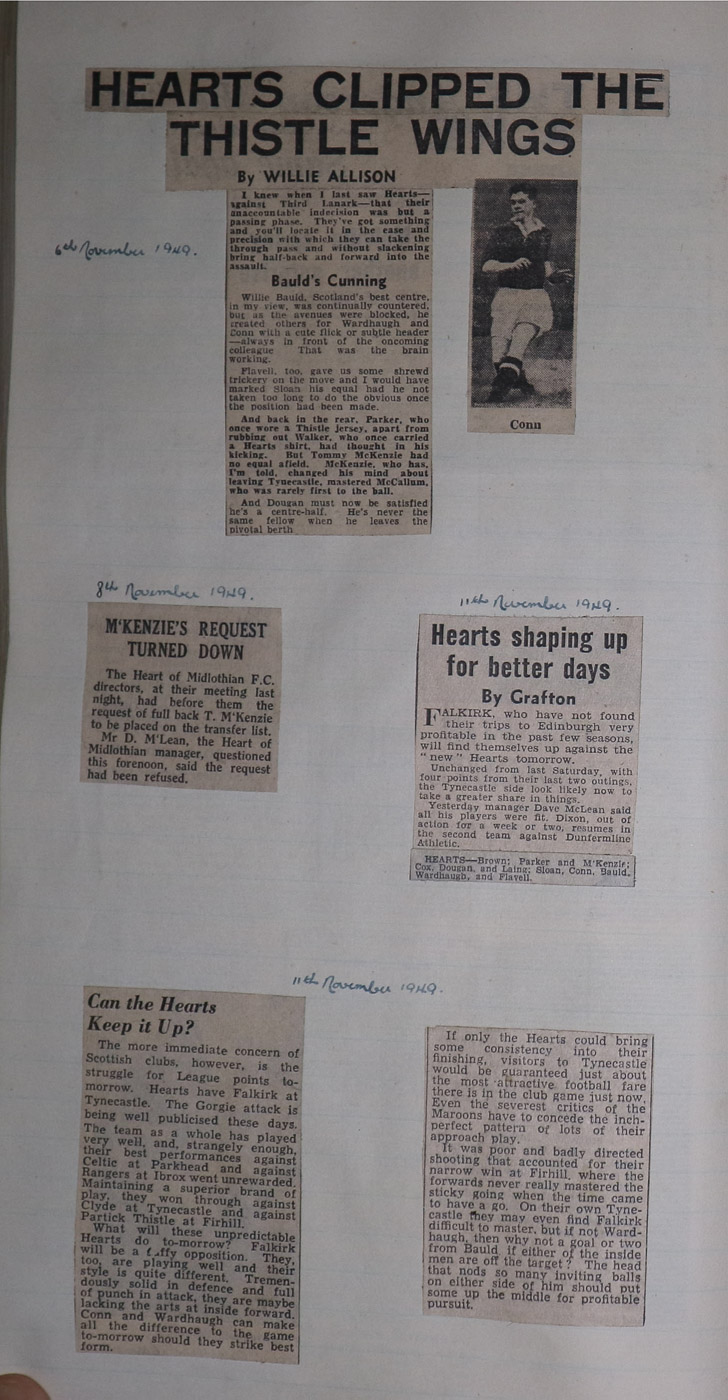 HEARTS CLIPPED THE
THISTLE WINGS
By WILLIE ALLISON
6th November 1949.
I knew when I last saw Hearts—
against Third Lanark—that their
unaccountable indecision was but a
passing phase. They've got something
and you'll locate it in the ease and
precision with which they can take the
through pass and without slackening
bring half-back and forward into the
assault.
Bauld's Cunning
Willie Bauld, Scotland's best centre,
in my view, was continually countered,
but as the avenues were blocked, he
created others for Wardhaugh and
Conn with a cute flick or subtle header
—always in front of the oncoming
colleague That was the brain
working.
Flavell, too, gave us some shrewd
trickery on the move and I would have
marked Sloan his equal had he not
taken too long to do the obvious once
the position had been made.
And back in the rear, Parker, who
once wore a Thistle jersey, apart from
rubbing out Walker, who once carried
a Hearts shirt, had thought in his
kicking. But Tommy McKenzie had
no equal afield. McKenzie, who has,
I'm told, changed his mind about
leaving Tynecastle, mastered McCallum,
who was rarely first to the ball.
And Dougan must now be satisfied
he's a centre-half. He's never the
same fellow when he leaves the
pivotal berth
Conn
8th November 1949.
M'KENZIE'S REQUEST
TURNED DOWN
The Heart of Midlothian F.C.
directors, at their meeting last
night, had before them the
request of full back T. M'Kenzie
to be placed on the transfer list.
Mr D. M'Lean, the Heart of
Midlothian manager, questioned
this forenoon, said the request
had been refused.
11th November 1949.
Hearts shaping up
for better days
By Grafton
FALKIRK, who have not found
their trips to Edinburgh very
profitable in the past few seasons,
will find themselves up against the
"new" Hearts tomorrow.
Unchanged from last Saturday, with
four points from their last two outings,
the Tynecastle side look likely now to
take a greater share in things.
Yesterday manager Dave McLean said
all his players were fit. Dixon, out of
action for a week or two, resumes in
the second team against Dunfermline
Athletic.
HEARTS—Brown; Parker and M'Kenzie;
Cox, Dougan, and Laing; Sloan, Conn, Bauld,
Wardhaugh, and Flavell.
11th November 1949.
Can the Hearts
Keep it Up?
The more immediate concern of
Scottish clubs, however, is the
struggle for League points to-
morrow. Hearts have Falkirk at
Tynecastle. The Gorgie attack is
being well publicised these days.
The team as a whole has played
very well, and, strangely enough,
their best performances against
Celtic at Parkhead and against
Rangers at Ibrox went unrewarded.
Maintaining a superior brand of
play, they won through against
Clyde at Tynecastle and against
Partick Thistle at Firhill.
What will these unpredictable
Hearts do to-morrow? Falkirk
will be a opposition. They,
too, are playing well and their
style is quite different. Tremen-
dously solid in defence and full
of punch in attack, they are maybe
lacking the arts at inside forward.
Conn and Wardhaugh can make
all the difference to the game
to-morrow should they strike best
form.
If only the Hearts could bring
some consistency into their
finishing, visitors to Tynecastle
would be guaranteed just about
the most attractive football fare
there is in the club game just now.
Even the severest critics of the
Maroons have to concede the inch-
perfect pattern of lots of their
approach play.
It was poor and badly directed
shooting that accounted for their
narrow win at Firhill, where the
forwards never really mastered the
sticky going when the time came
to have a go. On their own Tyne-
castle they may even find Falkirk
difficult to master, but if not Ward-
haugh, then why not a goal or two
from Bauld if either of the inside
men are off the target? The head
that nods so many inviting balls
on either side of him should put
some up the middle for profitable
pursuit.